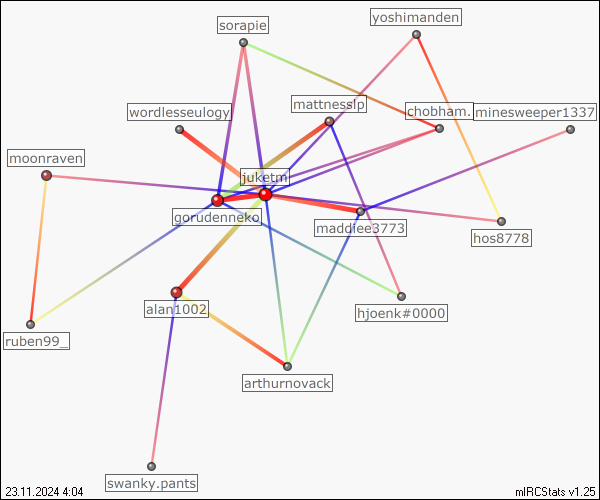 yoshimanden
sorapie
mattnesslp
wordlesseulogy
chobham.
minesweeper1337
moonraven
juketm
gorudenneko
maddiee3773
hos8778
alan1002
hjoenk#0000
ruben99_
arthurnovack
swanky.pants
23.11.2024 4:04
mIRCStats v1.25